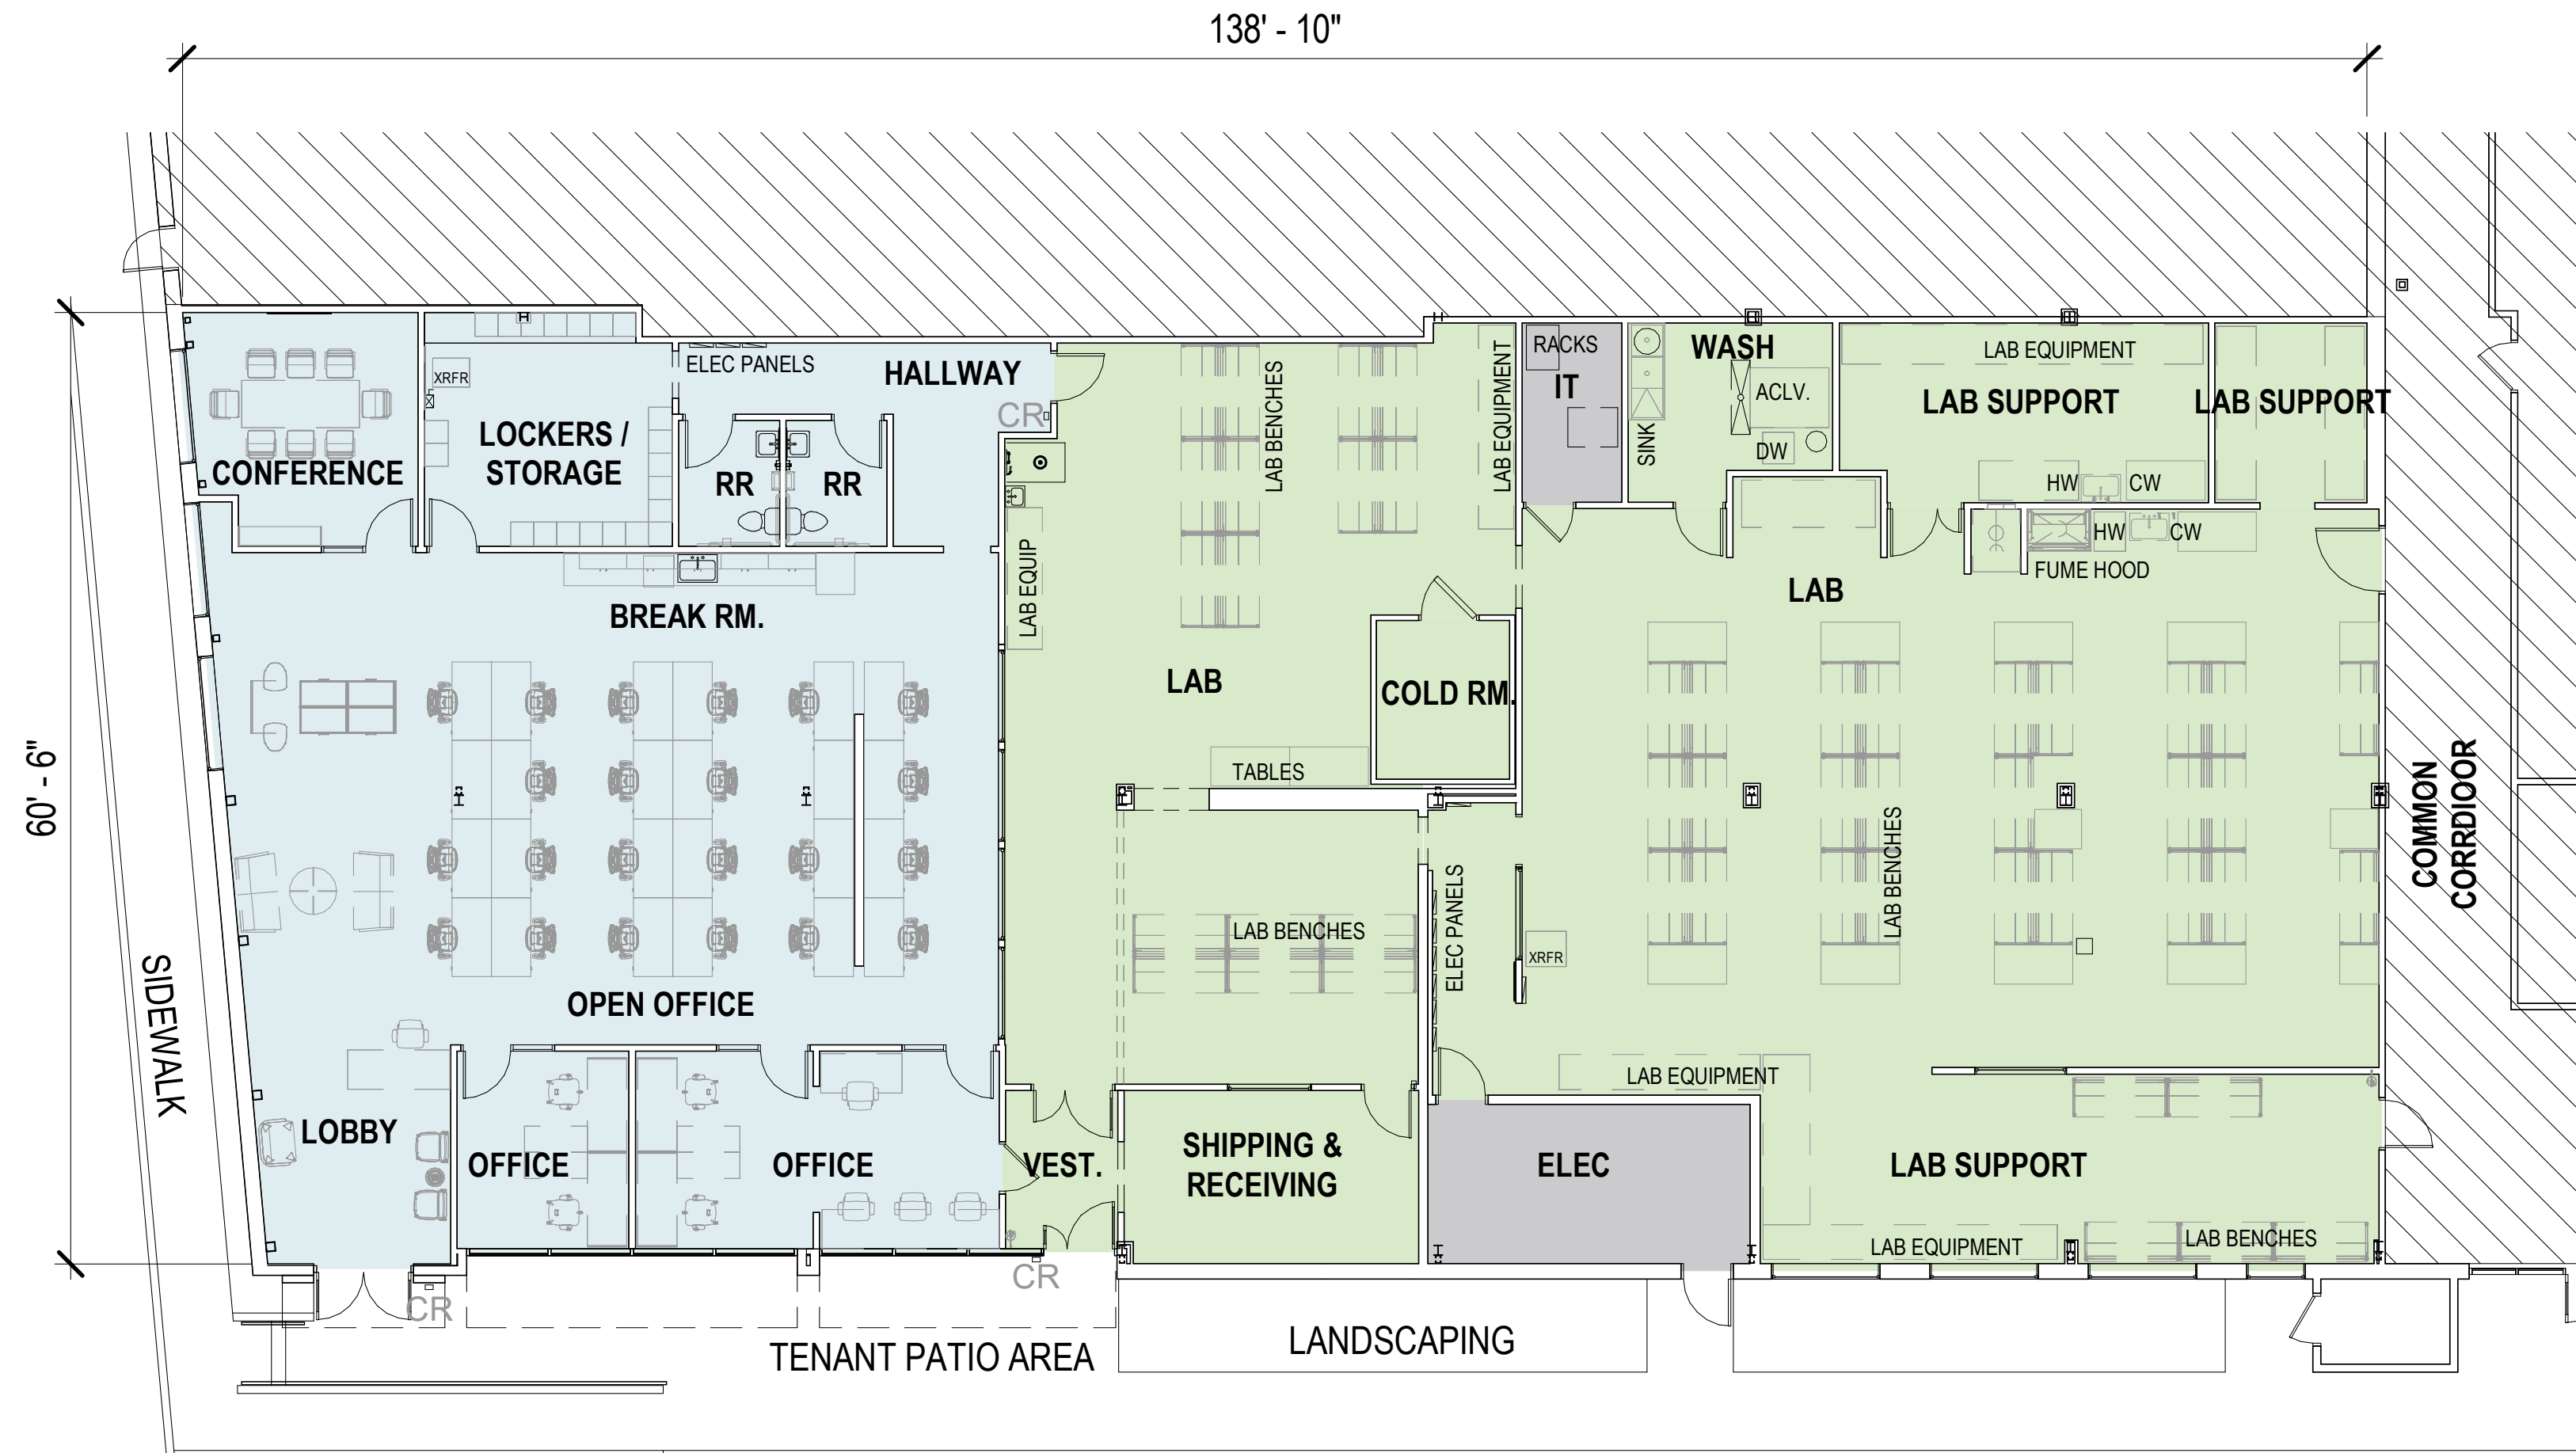 138' - 10"
60' - 6"
CONFERENCE
XRFR
LOCKERS /
STORAGE
ELEC PANELS
HALLWAY
CR
RR
RR
BREAK RM.
OPEN OFFICE
LOBBY
OFFICE
OFFICE
SIDEWALK
CR
CR
TENANT PATIO AREA
LANDSCAPING
LAB BENCHES
LAB EQUIPMENT
LAB EQUIP
LAB
COLD RM.
TABLES
LAB BENCHES
VEST.
SHIPPING &
RECEIVING
RACKS
IT
SINK
WASH
ACLV.
DW
LAB EQUIPMENT
LAB SUPPORT
HW
CW
LAB SUPPORT
HW
CW
FUME HOOD
LAB
LAB BENCHES
ELEC PANELS
XRFR
LAB EQUIPMENT
ELEC
LAB SUPPORT
LAB EQUIPMENT
LAB BENCHES
COMMON
CORRDIOOR